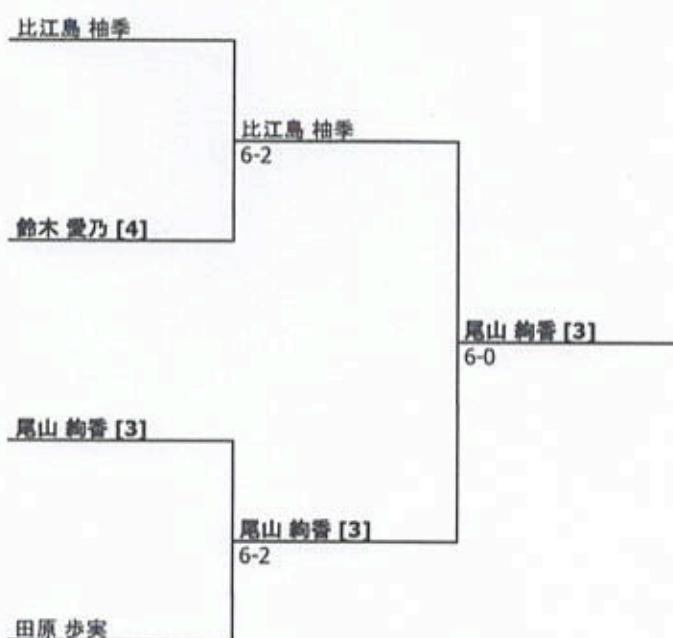 比江島 柚季
比江島 柚季
6-2
鈴木 愛乃 [4]
尾山 絢香 [3]
6-0
尾山 絢香 [3]
尾山 絢香 [3]
6-2
田原 歩実